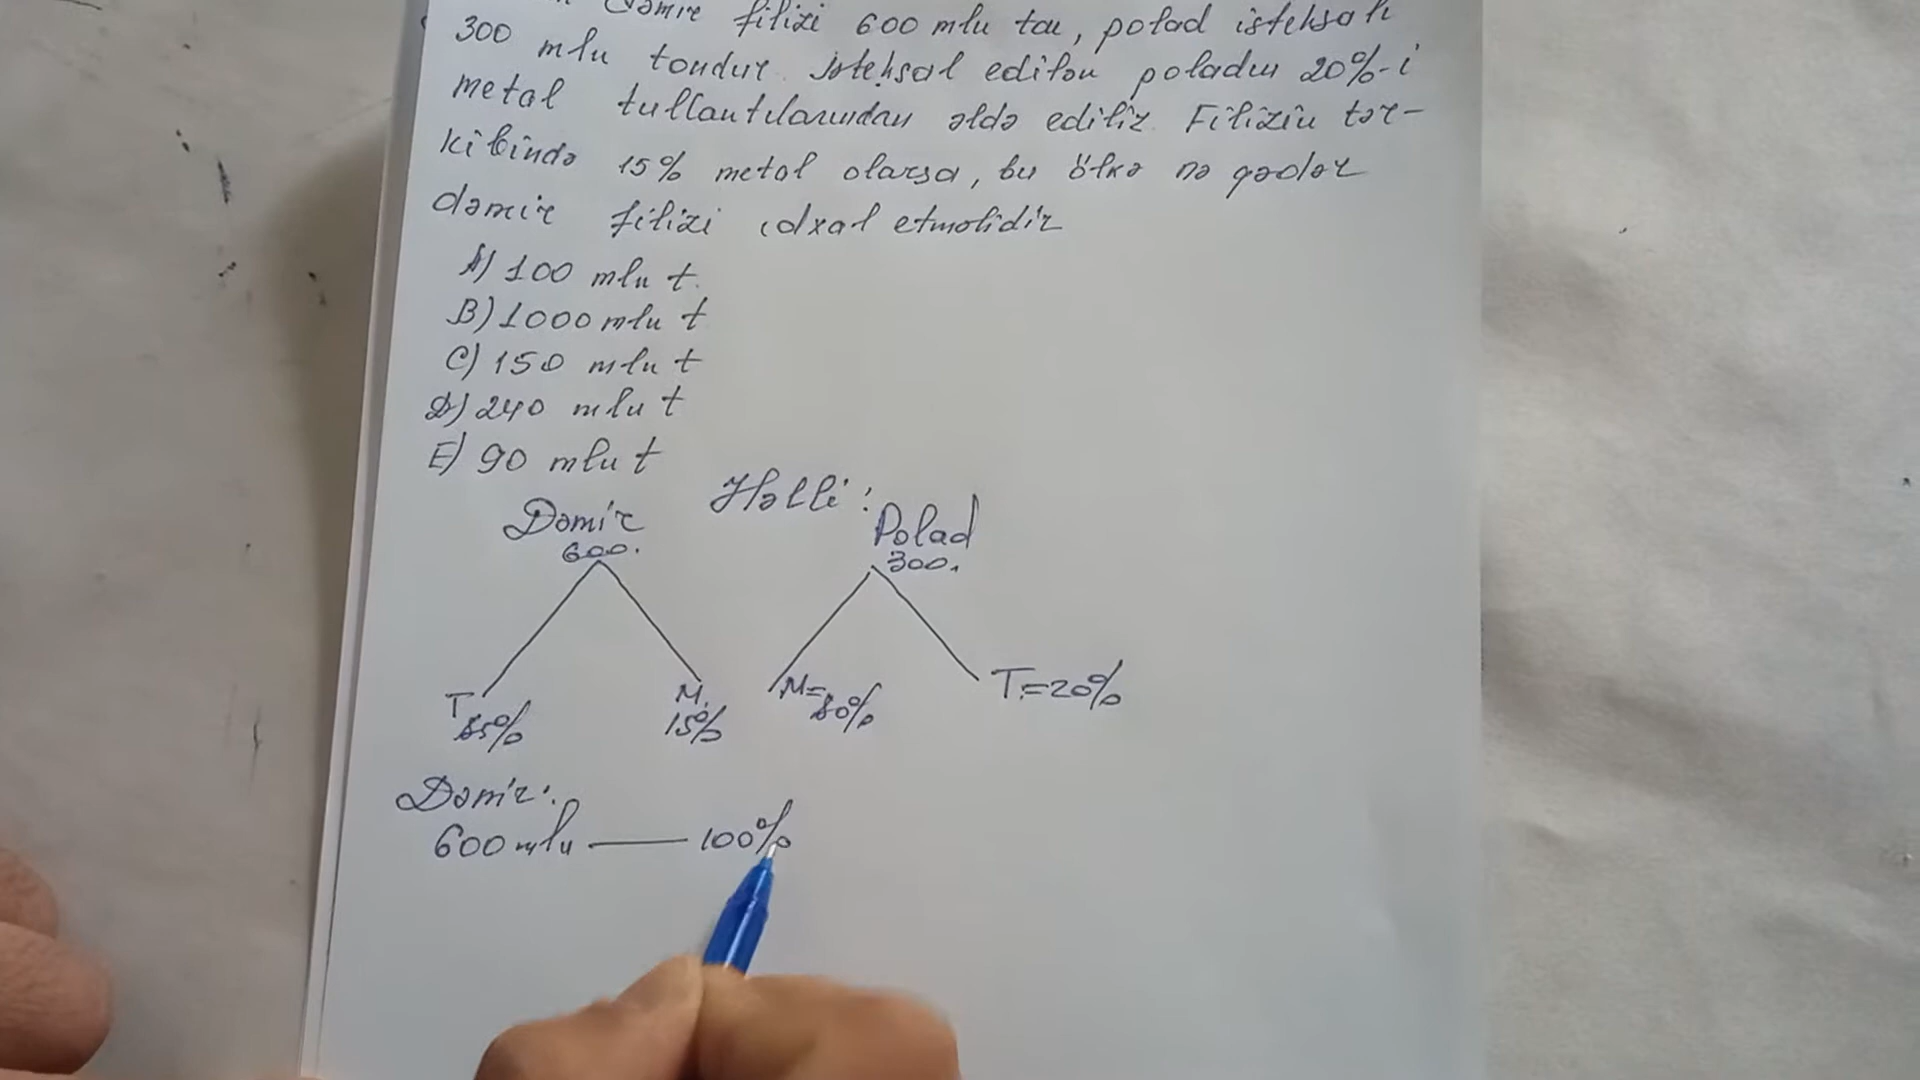 dəmir filizi 600 mln ton, polad istehsalı
300 mln tondur. istehsal edilən poladın 20%-i
metal tullantılarından əldə edilir. Filizin tər-
kibində 15% metal olarsa, bu ölkə nə qədər
dəmir filizi idxal etməlidir
A) 100 mln t.
B) 1000 mln t
C) 150 mln t
D) 240 mln t
E) 90 mln t
Həlli:
Dəmir
600.
Polad
300.
T
85%
M.
15%
M=
80%
T.=20%
Dəmir:
600 mln — 100%